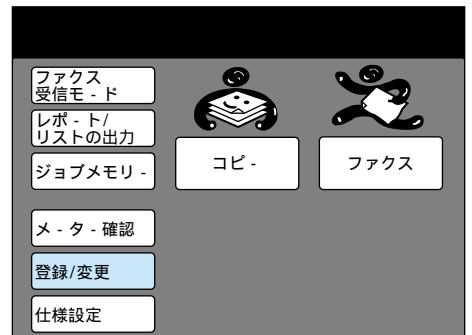 ファクス
受信モ - ド
レポ - ト/
リストの出力
ジョブメモリ -
コピ -
ファクス
メ - タ - 確認
登録/変更
仕様設定